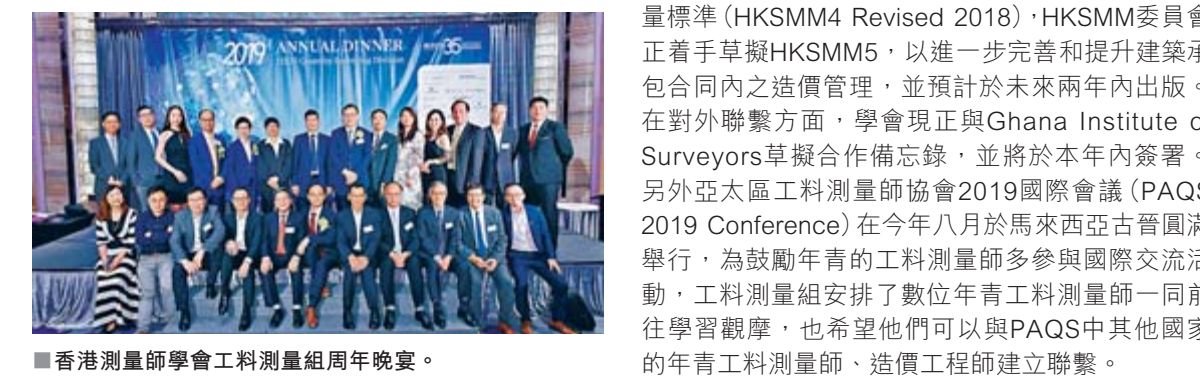 2019 ANNUAL DINNER
35
■香港測量師學會工料測量組周年晚宴。
量標準(HKSMM4 Revised 2018),HKSMM委員會
正着手草擬HKSMM5,以進一步完善和提升建築承
包合同內之造價管理,並預計於未來兩年內出版。
在對外聯繫方面,學會現正與Ghana Institute o
Surveyors草擬合作備忘錄,並將於本年內簽署。
另外亞太區工料測量師協會2019國際會議(PAQS
2019 Conference)在今年八月於馬來西亞古晉圓滿
舉行,為鼓勵年青的工料測量師多參與國際交流活
動,工料測量組安排了數位年青工料測量師一同前
往學習觀摩,也希望他們可以與PAQS中其他國家
的年青工料測量師、造價工程師建立聯繫。